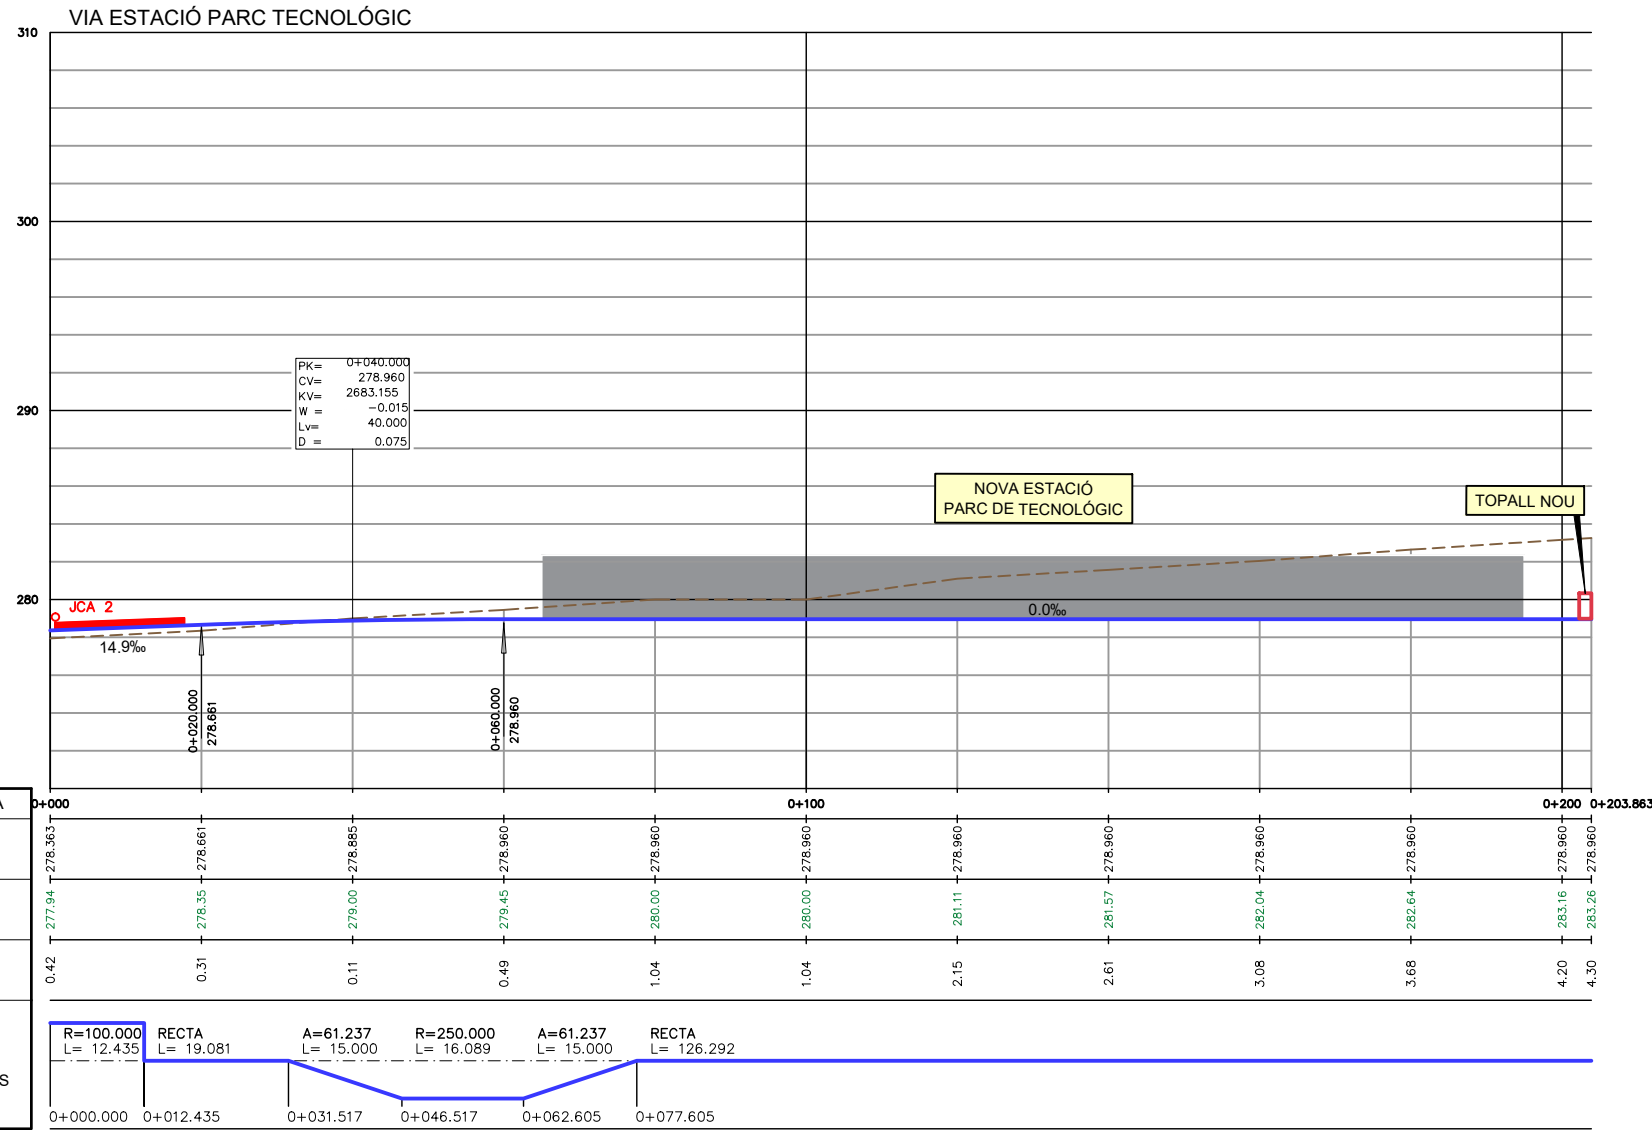 VIA ESTACIÓ PARC TECNOLÓGIC
310
300
290
280
PK= 0+040.000
CV= 278.960
KV= 2683.155
W = -0.015
Lv= 40.000
D = 0.075
NOVA ESTACIÓ
PARC DE TECNOLÓGIC
TOPALL NOU
JCA 2
14.9‰
0.0‰
0+020.000
278.661
0+060.000
278.960
A
0+000 0+100 0+200 0+203.863
278.363 278.661 278.885 278.960 278.960 278.960 278.960 278.960 278.960 278.960 278.960 278.960
277.94 278.35 279.00 279.45 280.00 280.00 281.11 281.57 282.04 282.64 283.16 283.26
0.42 0.31 0.11 0.49 1.04 1.04 2.15 2.61 3.08 3.68 4.20 4.30
R=100.000 RECTA A=61.237 R=250.000 A=61.237 RECTA
L= 12.435 L= 19.081 L= 15.000 L= 16.089 L= 15.000 L= 126.292
S
0+000.000 0+012.435 0+031.517 0+046.517 0+062.605 0+077.605